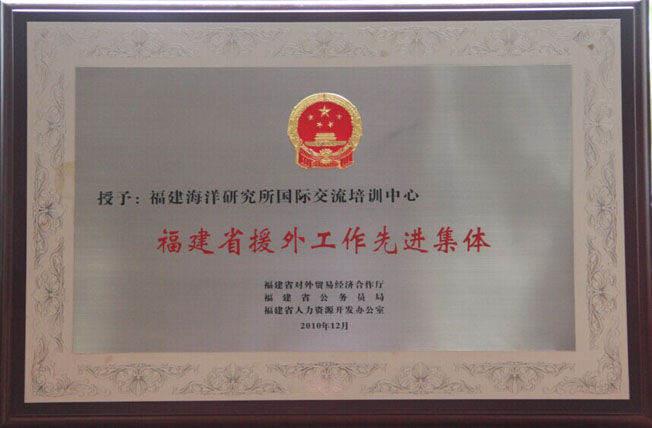 授予：福建海洋研究所国际交流培训中心
福建省援外工作先进集体
福建省对外贸易经济合作厅
福建省公务员局
福建省人力资源开发办公室
2010年12月